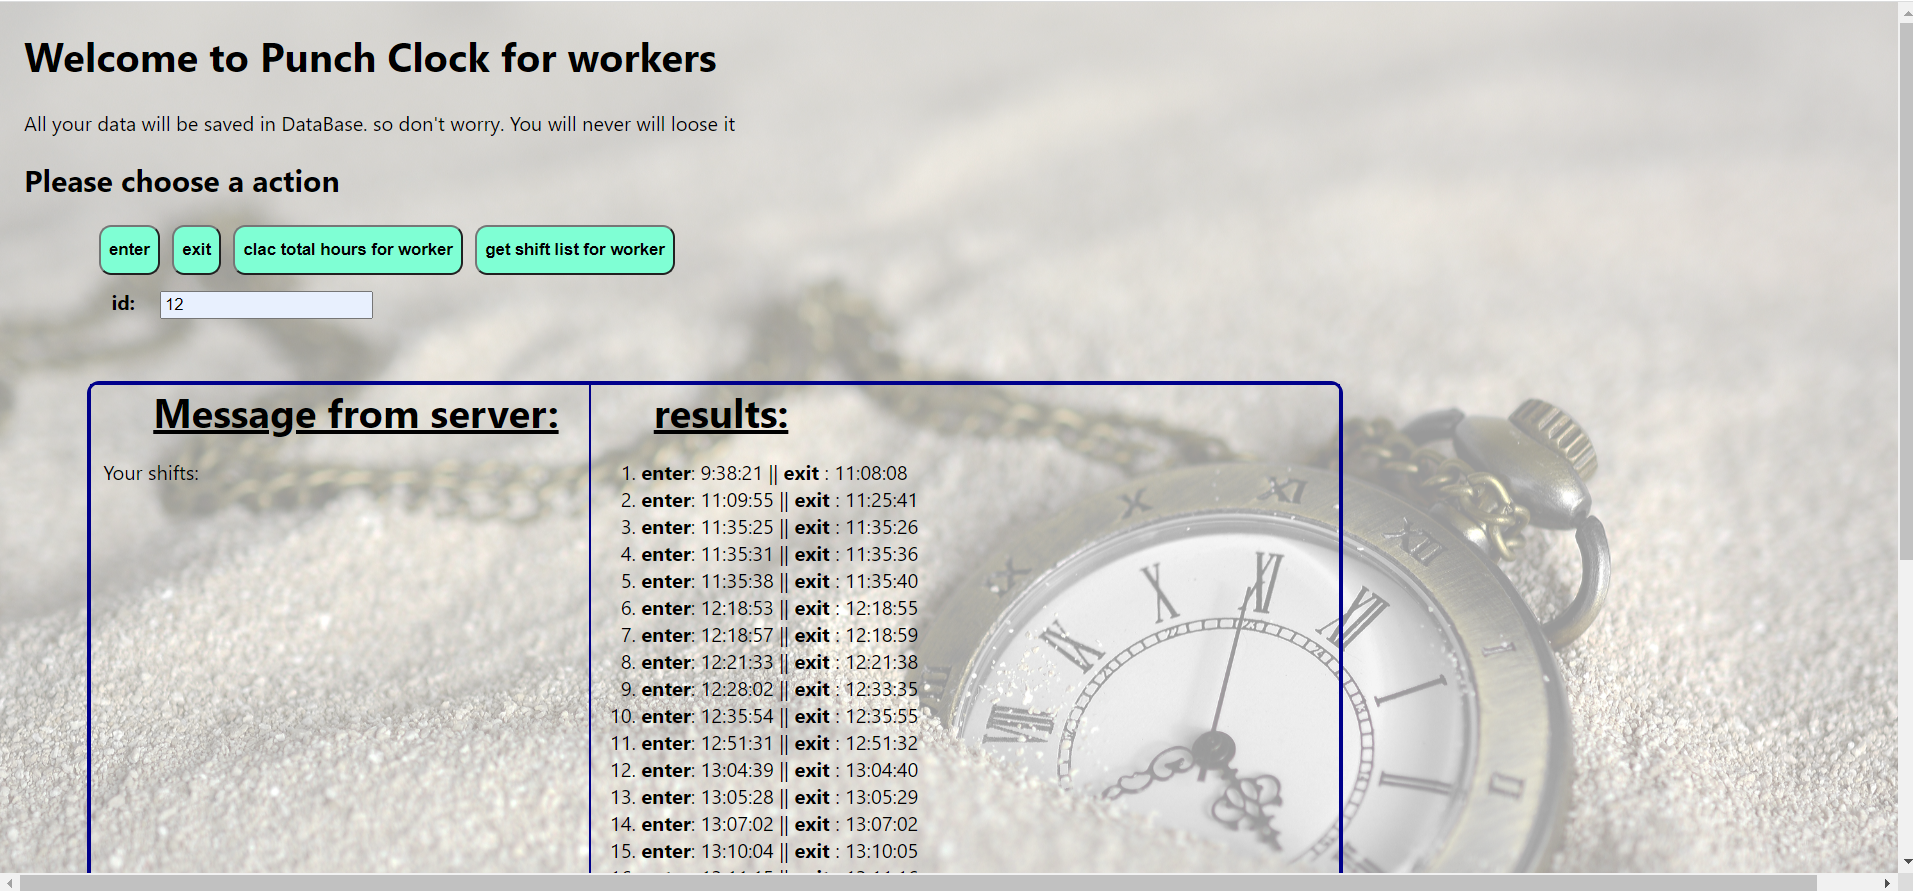 Welcome to Punch Clock for workers
All your data will be saved in DataBase. so don't worry. You will never will loose it
Please choose a action
enter exit clac total hours for worker get shift list for worker
id: 12
Message from server:
Your shifts:
results:
1. enter: 9:38:21 || exit : 11:08:08
2. enter: 11:09:55 || exit : 11:25:41
3. enter: 11:35:25 || exit : 11:35:26
4. enter: 11:35:31 || exit : 11:35:36
5. enter: 11:35:38 || exit : 11:35:40
6. enter: 12:18:53 || exit : 12:18:55
7. enter: 12:18:57 || exit : 12:18:59
8. enter: 12:21:33 || exit : 12:21:38
9. enter: 12:28:02 || exit : 12:33:35
10. enter: 12:35:54 || exit : 12:35:55
11. enter: 12:51:31 || exit : 12:51:32
12. enter: 13:04:39 || exit : 13:04:40
13. enter: 13:05:28 || exit : 13:05:29
14. enter: 13:07:02 || exit : 13:07:02
15. enter: 13:10:04 || exit : 13:10:05